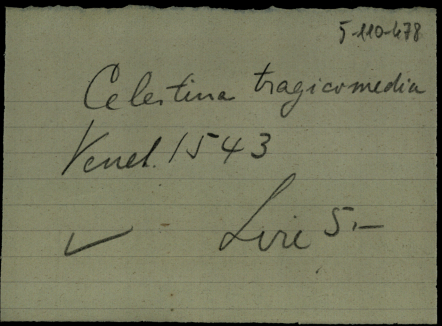 5-110-478
Celestina tragicomedia
Venet. 1543
✓ Lire 5.—